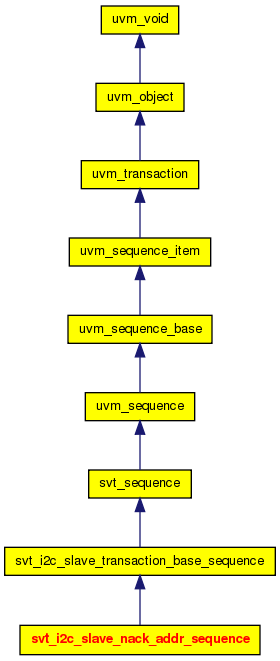 uvm_void
uvm_object
uvm_transaction
uvm_sequence_item
uvm_sequence_base
uvm_sequence
svt_sequence
svt_i2c_slave_transaction_base_sequence
svt_i2c_slave_nack_addr_sequence